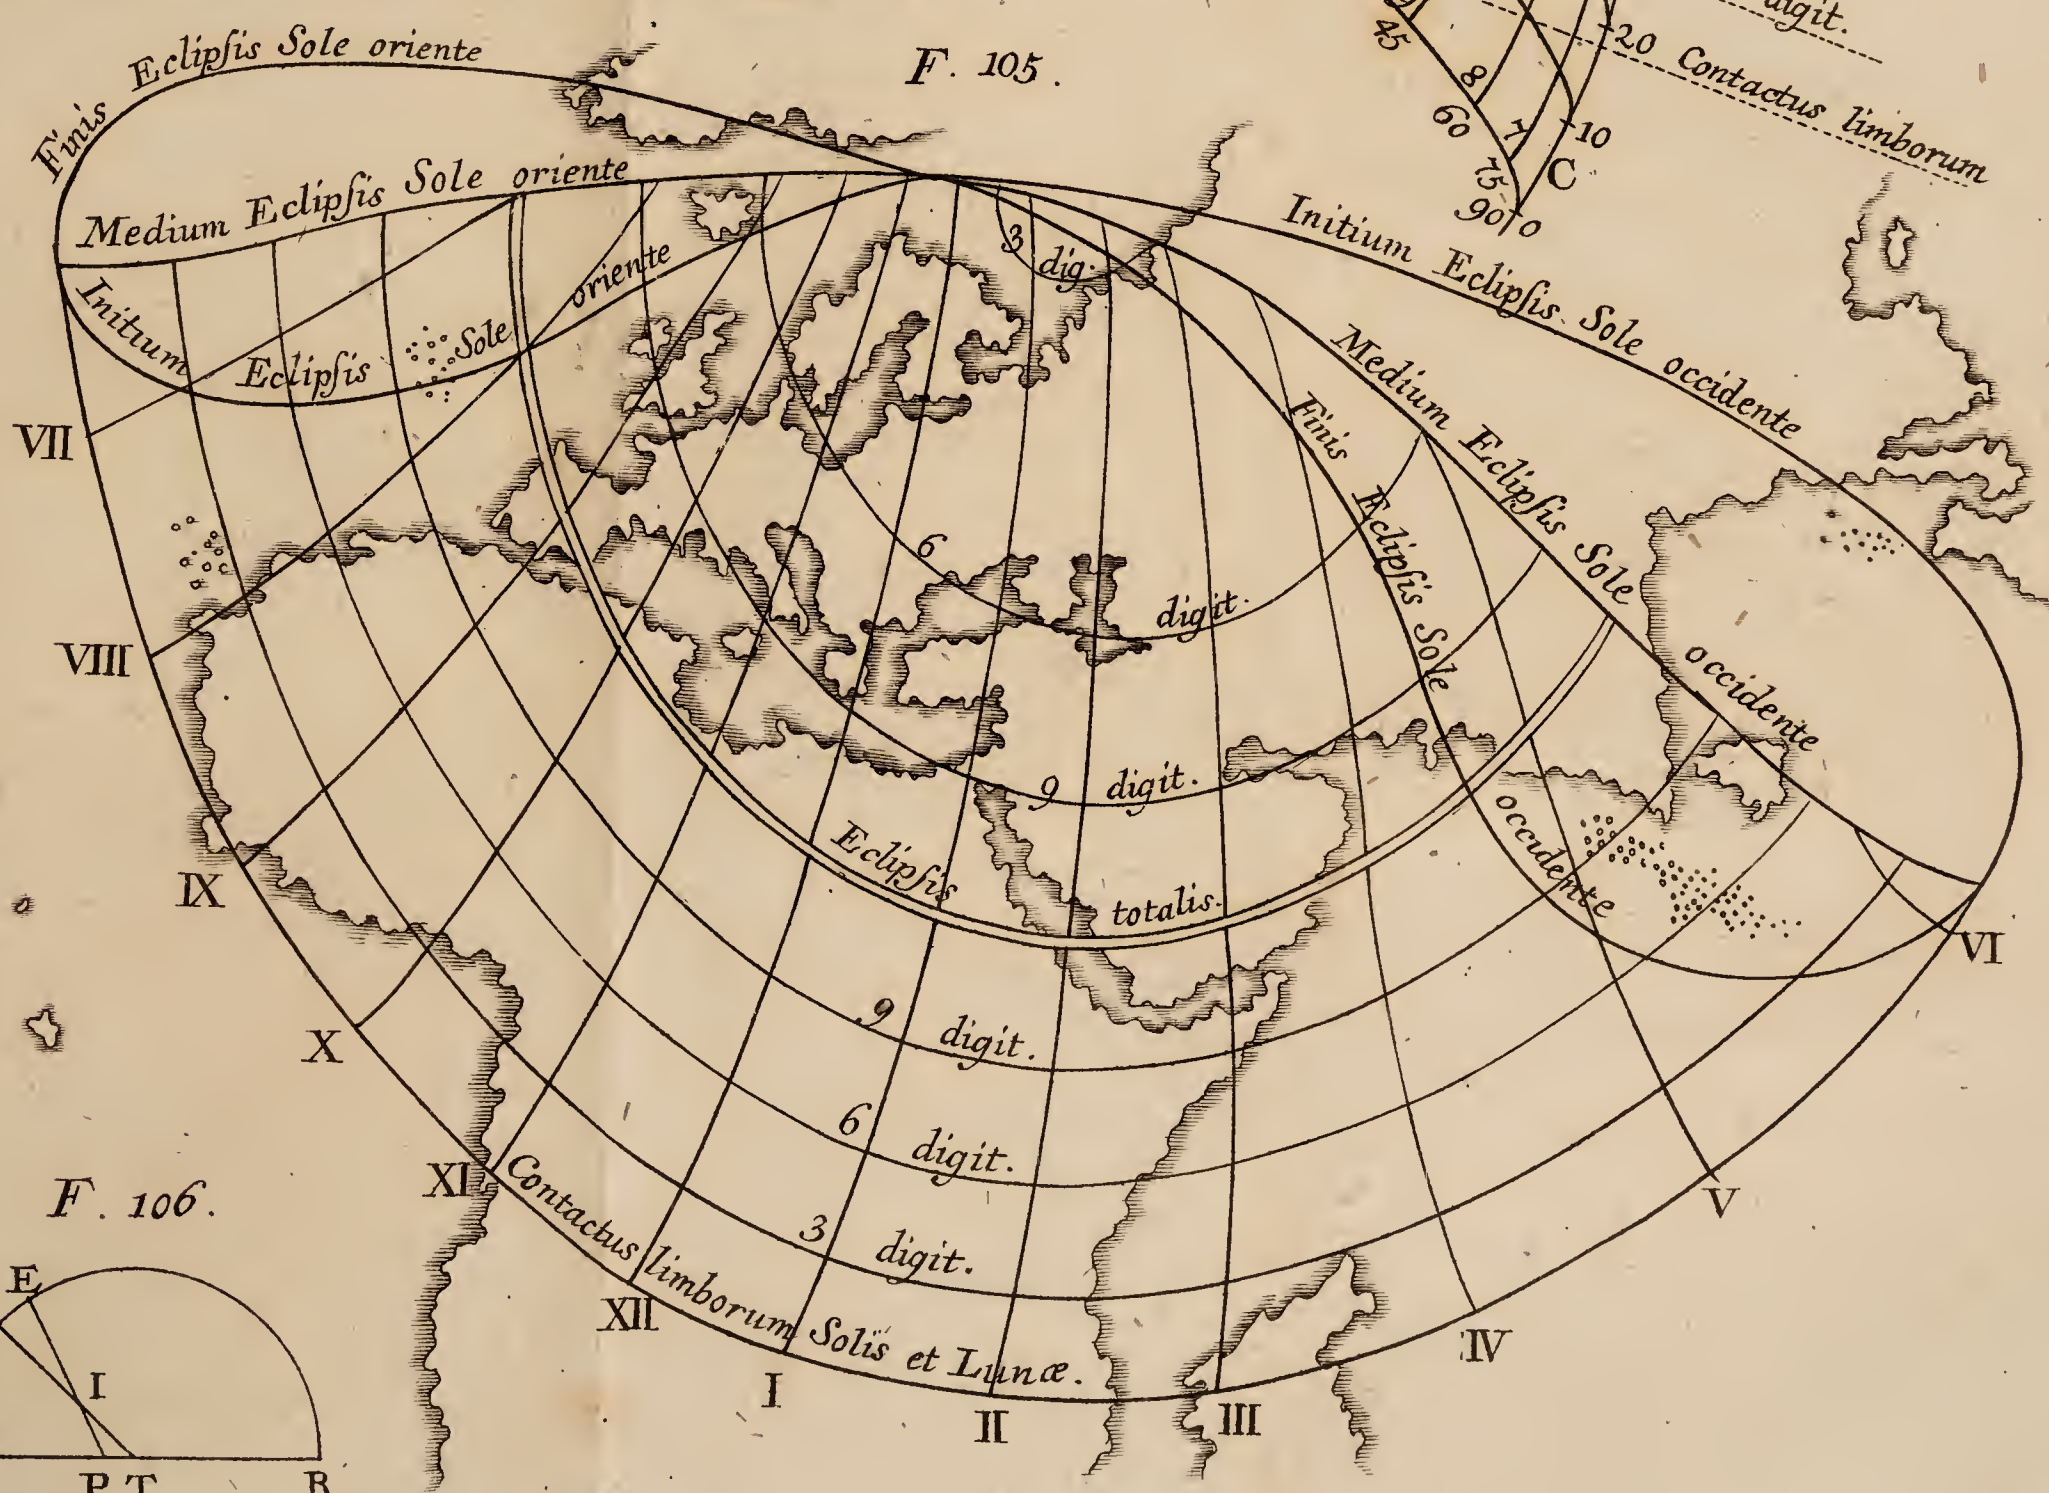 F. 105.
Finis Eclipſis Sole oriente
Medium Eclipſis Sole oriente
Initum Eclipſis Sole oriente
Initium Eclipſis Sole occidente
Medium Eclipſis Sole occidente
Finis Eclipſis Sole occidente
3 dig:
6 digit.
9 digit.
Eclipſis totalis.
9 digit.
6 digit.
3 digit.
Contactus limborum Solis et Lunæ.
VII
VIII
IX
X
XI
XII
I
II
III
IV
V
VI
digit.
20 Contactus limborum
45
8
60
7
10
75
C
90
0
F. 106.
E
I
P T B